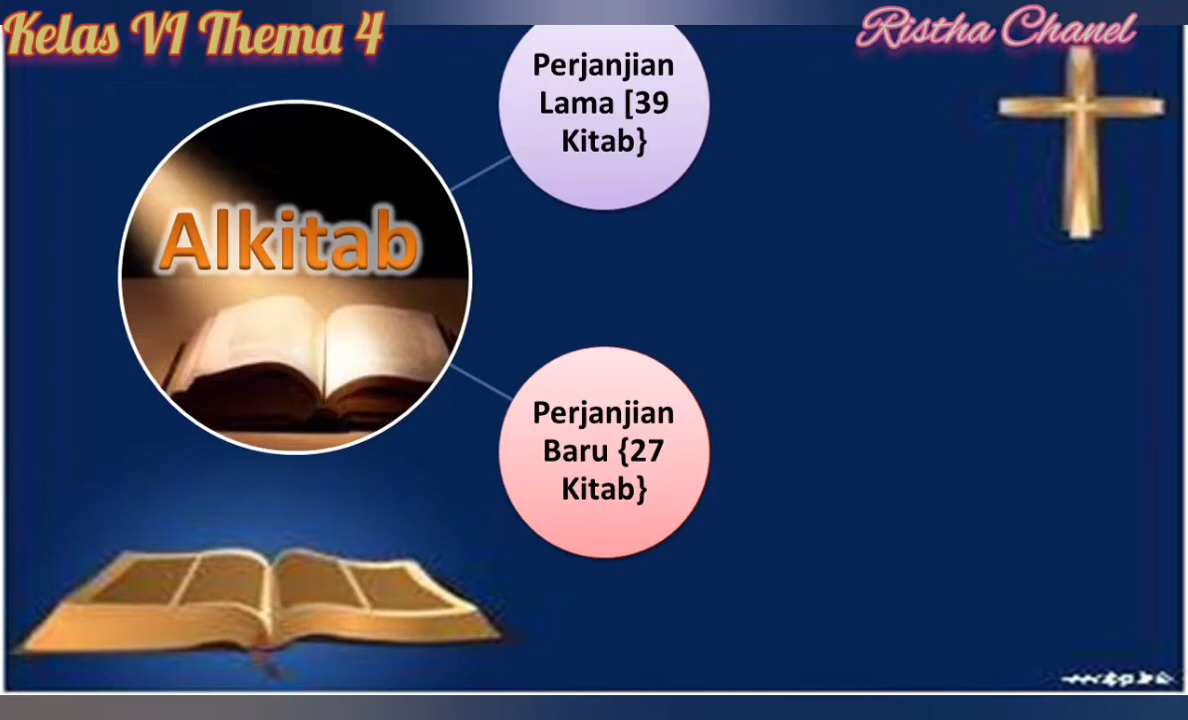 Kelas VI Thema 4
Ristha Chanel
Perjanjian
Lama [39
Kitab}
Alkitab
Perjanjian
Baru {27
Kitab}